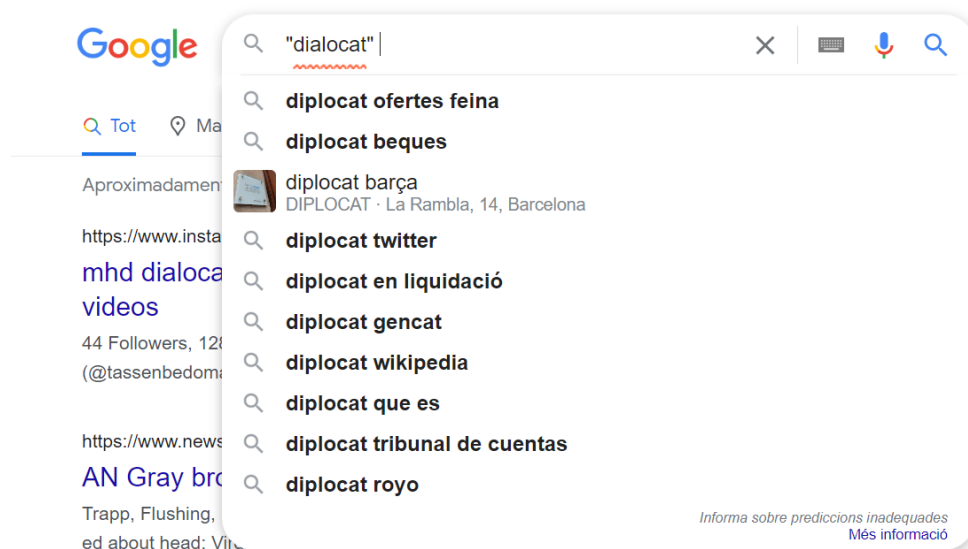 Google
"dialocat"
diplocat ofertes feina
diplocat beques
diplocat barça
DIPLOCAT · La Rambla, 14, Barcelona
diplocat twitter
diplocat en liquidació
diplocat gencat
diplocat wikipedia
diplocat que es
diplocat tribunal de cuentas
diplocat royo
Informa sobre prediccions inadequades
Més informació
Tot Ma
Aproximadamen
https://www.insta
mhd dialoca
videos
44 Followers, 128
(@tassenbedoma
https://www.news
AN Gray bro
Trapp, Flushing,
ed about head; Vir